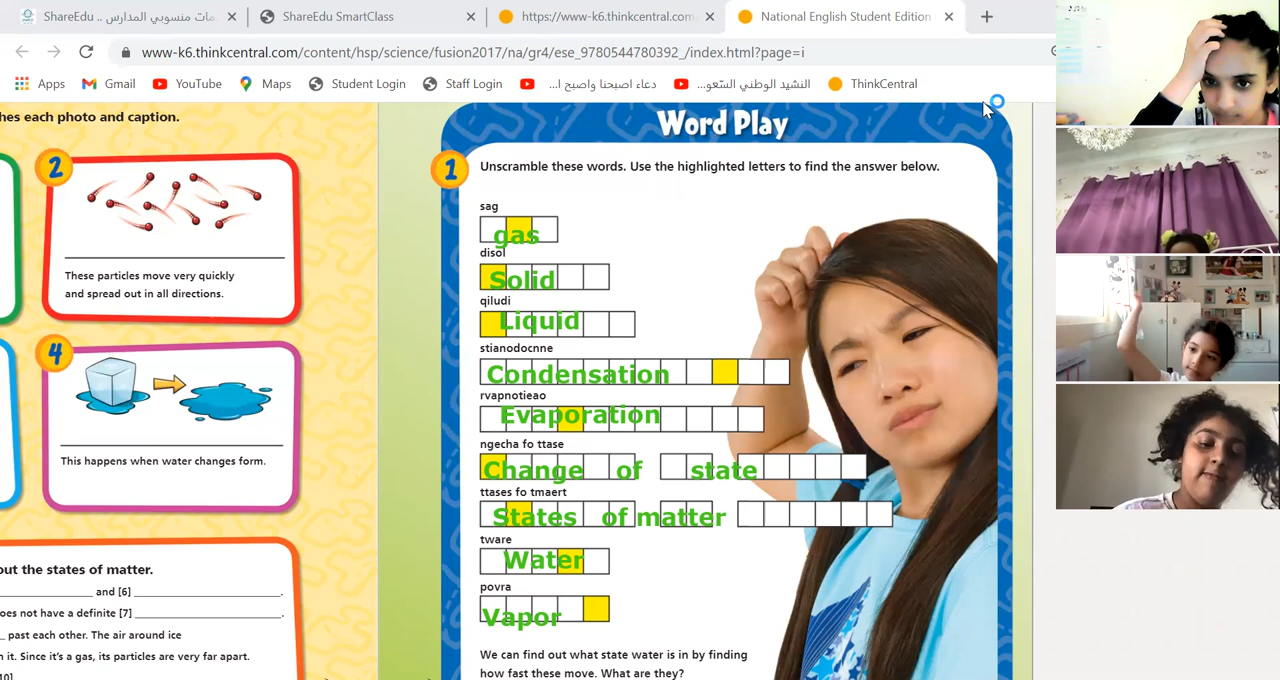 ShareEdu .. مات منسوبي المدارس
ShareEdu SmartClass
https://www-k6.thinkcentral.com
National English Student Edition
www-k6.thinkcentral.com/content/hsp/science/fusion2017/na/gr4/ese_9780544780392_/index.html?page=i
Apps
Gmail
YouTube
Maps
Student Login
Staff Login
دعاء اصبحنا واصبح ا...
النشيد الوطني السعو...
ThinkCentral
hes each photo and caption.
2
These particles move very quickly
and spread out in all directions.
4
This happens when water changes form.
out the states of matter.
and [6]
oes not have a definite [7]
past each other. The air around ice
n it. Since it's a gas, its particles are very far apart.
Word Play
1
Unscramble these words. Use the highlighted letters to find the answer below.
sag
gas
disol
Solid
qiludi
Liquid
stianodocnne
Condensation
rvapnotieao
Evaporation
ngecha fo ttase
Change of state
ttases fo tmaert
States of matter
tware
Water
povra
Vapor
We can find out what state water is in by finding
how fast these move. What are they?